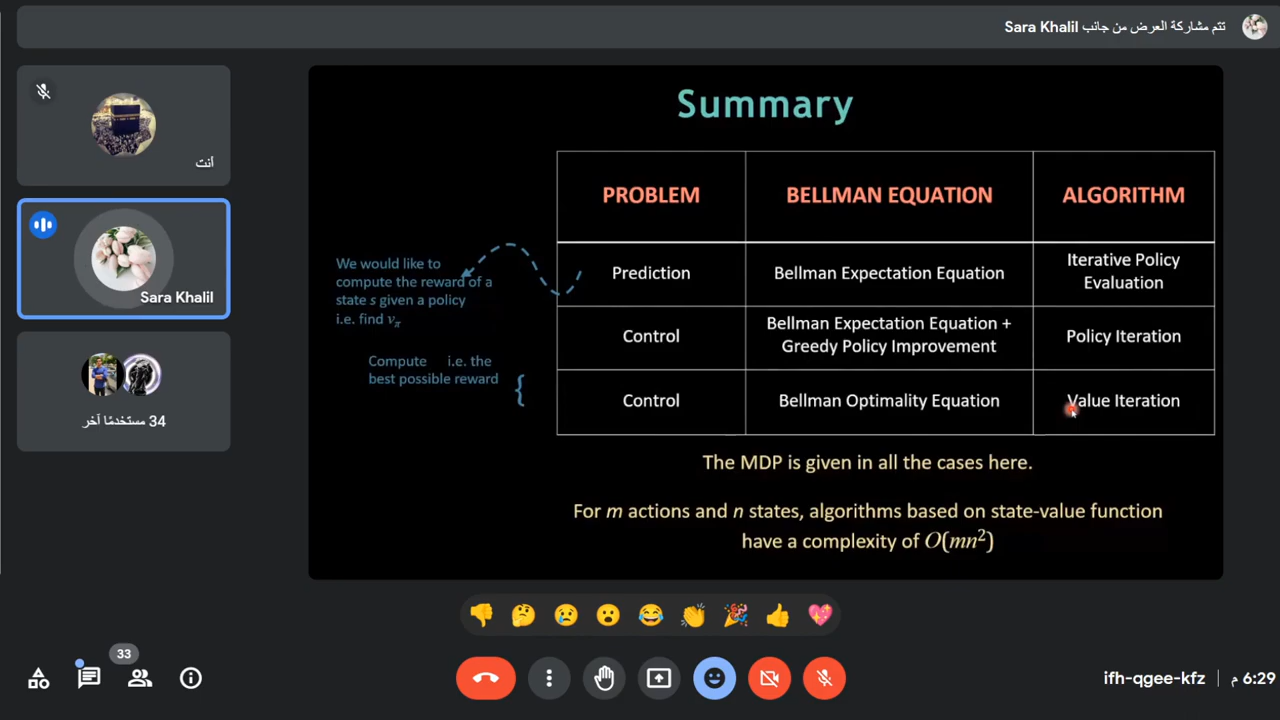 تتم مشاركة العرض من جانب Sara Khalil
أنت
Sara Khalil
34 مستخدمًا آخر
Summary
PROBLEM BELLMAN EQUATION ALGORITHM
Prediction Bellman Expectation Equation Iterative Policy
Evaluation
Control Bellman Expectation Equation +
Greedy Policy Improvement Policy Iteration
Control Bellman Optimality Equation Value Iteration
We would like to
compute the reward of a
state s given a policy
i.e. find vπ
Compute i.e. the
best possible reward
The MDP is given in all the cases here.
For m actions and n states, algorithms based on state-value function
have a complexity of O(mn²)
33
ifh-qgee-kfz | 6:29 م